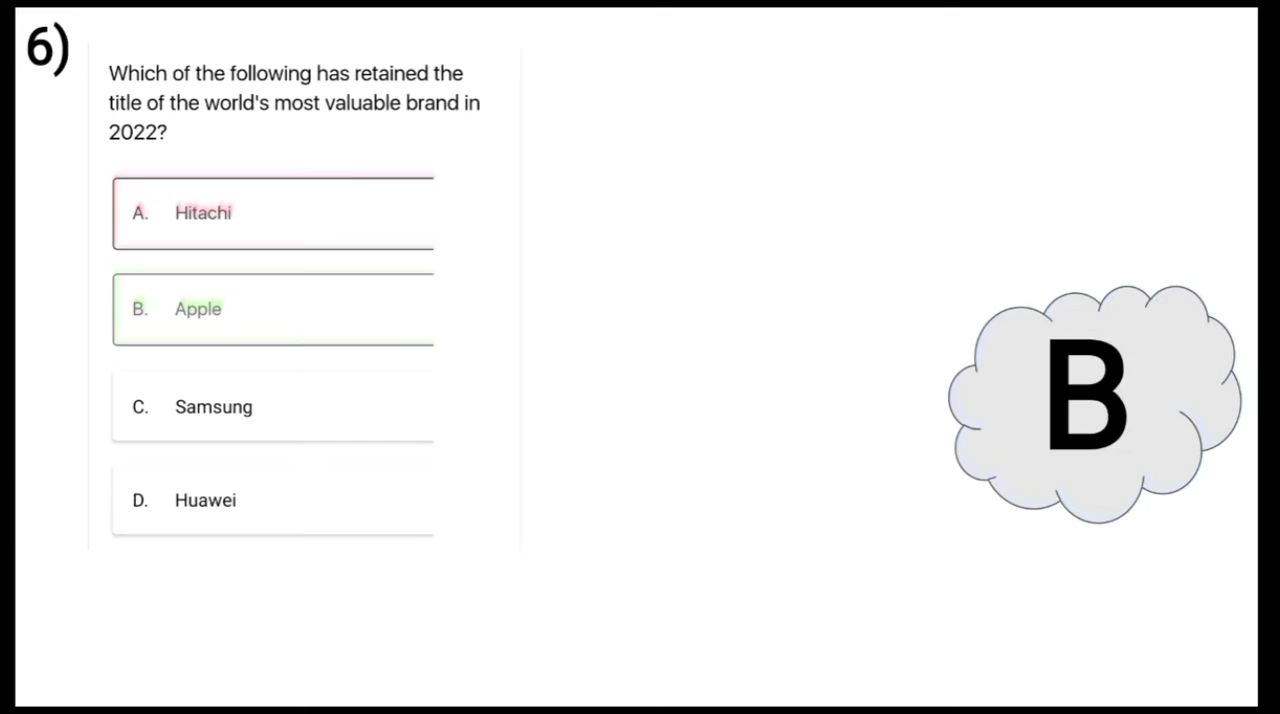 6)
Which of the following has retained the
title of the world's most valuable brand in
2022?
A. Hitachi
B. Apple
C. Samsung
D. Huawei
B